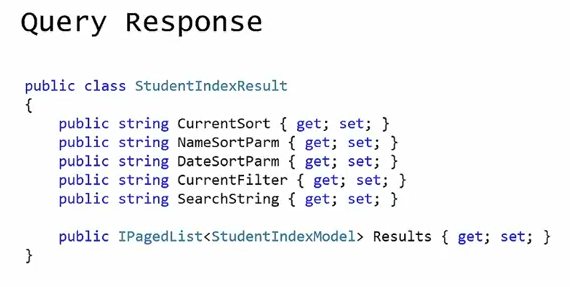 Query Response
public class StudentIndexResult
{
    public string CurrentSort { get; set; }
    public string NameSortParm { get; set; }
    public string DateSortParm { get; set; }
    public string CurrentFilter { get; set; }
    public string SearchString { get; set; }

    public IPagedList<StudentIndexModel> Results { get; set; }
}